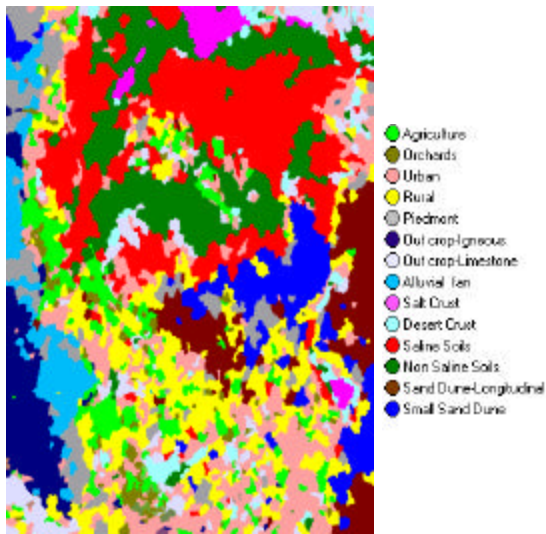 Agriculture
Orchards
Urban
Rural
Piedmont
Out crop-Igneous
Out crop-Limestone
Alluvial Fan
Salt Crust
Desert Crust
Saline Soils
Non Saline Soils
Sand Dune-Longitudinal
Small Sand Dune